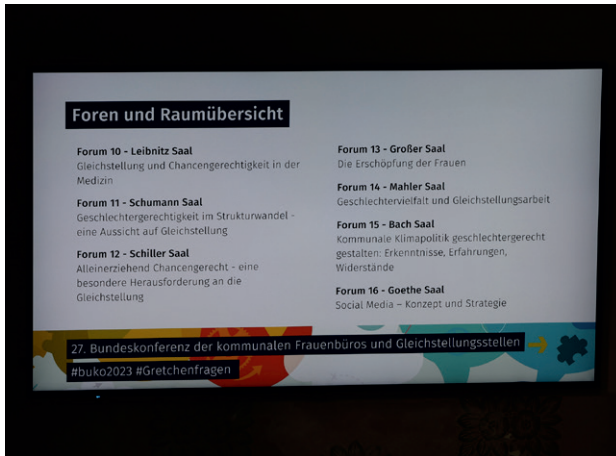 Foren und Raumübersicht
Forum 10 - Leibnitz Saal
Gleichstellung und Chancengerechtigkeit in der
Medizin
Forum 11 - Schumann Saal
Geschlechtergerechtigkeit im Strukturwandel -
eine Aussicht auf Gleichstellung
Forum 12 - Schiller Saal
Alleinerziehend Chancengerecht - eine
besondere Herausforderung an die
Gleichstellung
Forum 13 - Großer Saal
Die Erschöpfung der Frauen
Forum 14 - Mahler Saal
Geschlechtervielfalt und Gleichstellungsarbeit
Forum 15 - Bach Saal
Kommunale Klimapolitik geschlechtergerecht
gestalten: Erkenntnisse, Erfahrungen,
Widerstände
Forum 16 - Goethe Saal
Social Media – Konzept und Strategie
27. Bundeskonferenz der kommunalen Frauenbüros und Gleichstellungsstellen
#buko2023 #Gretchenfragen